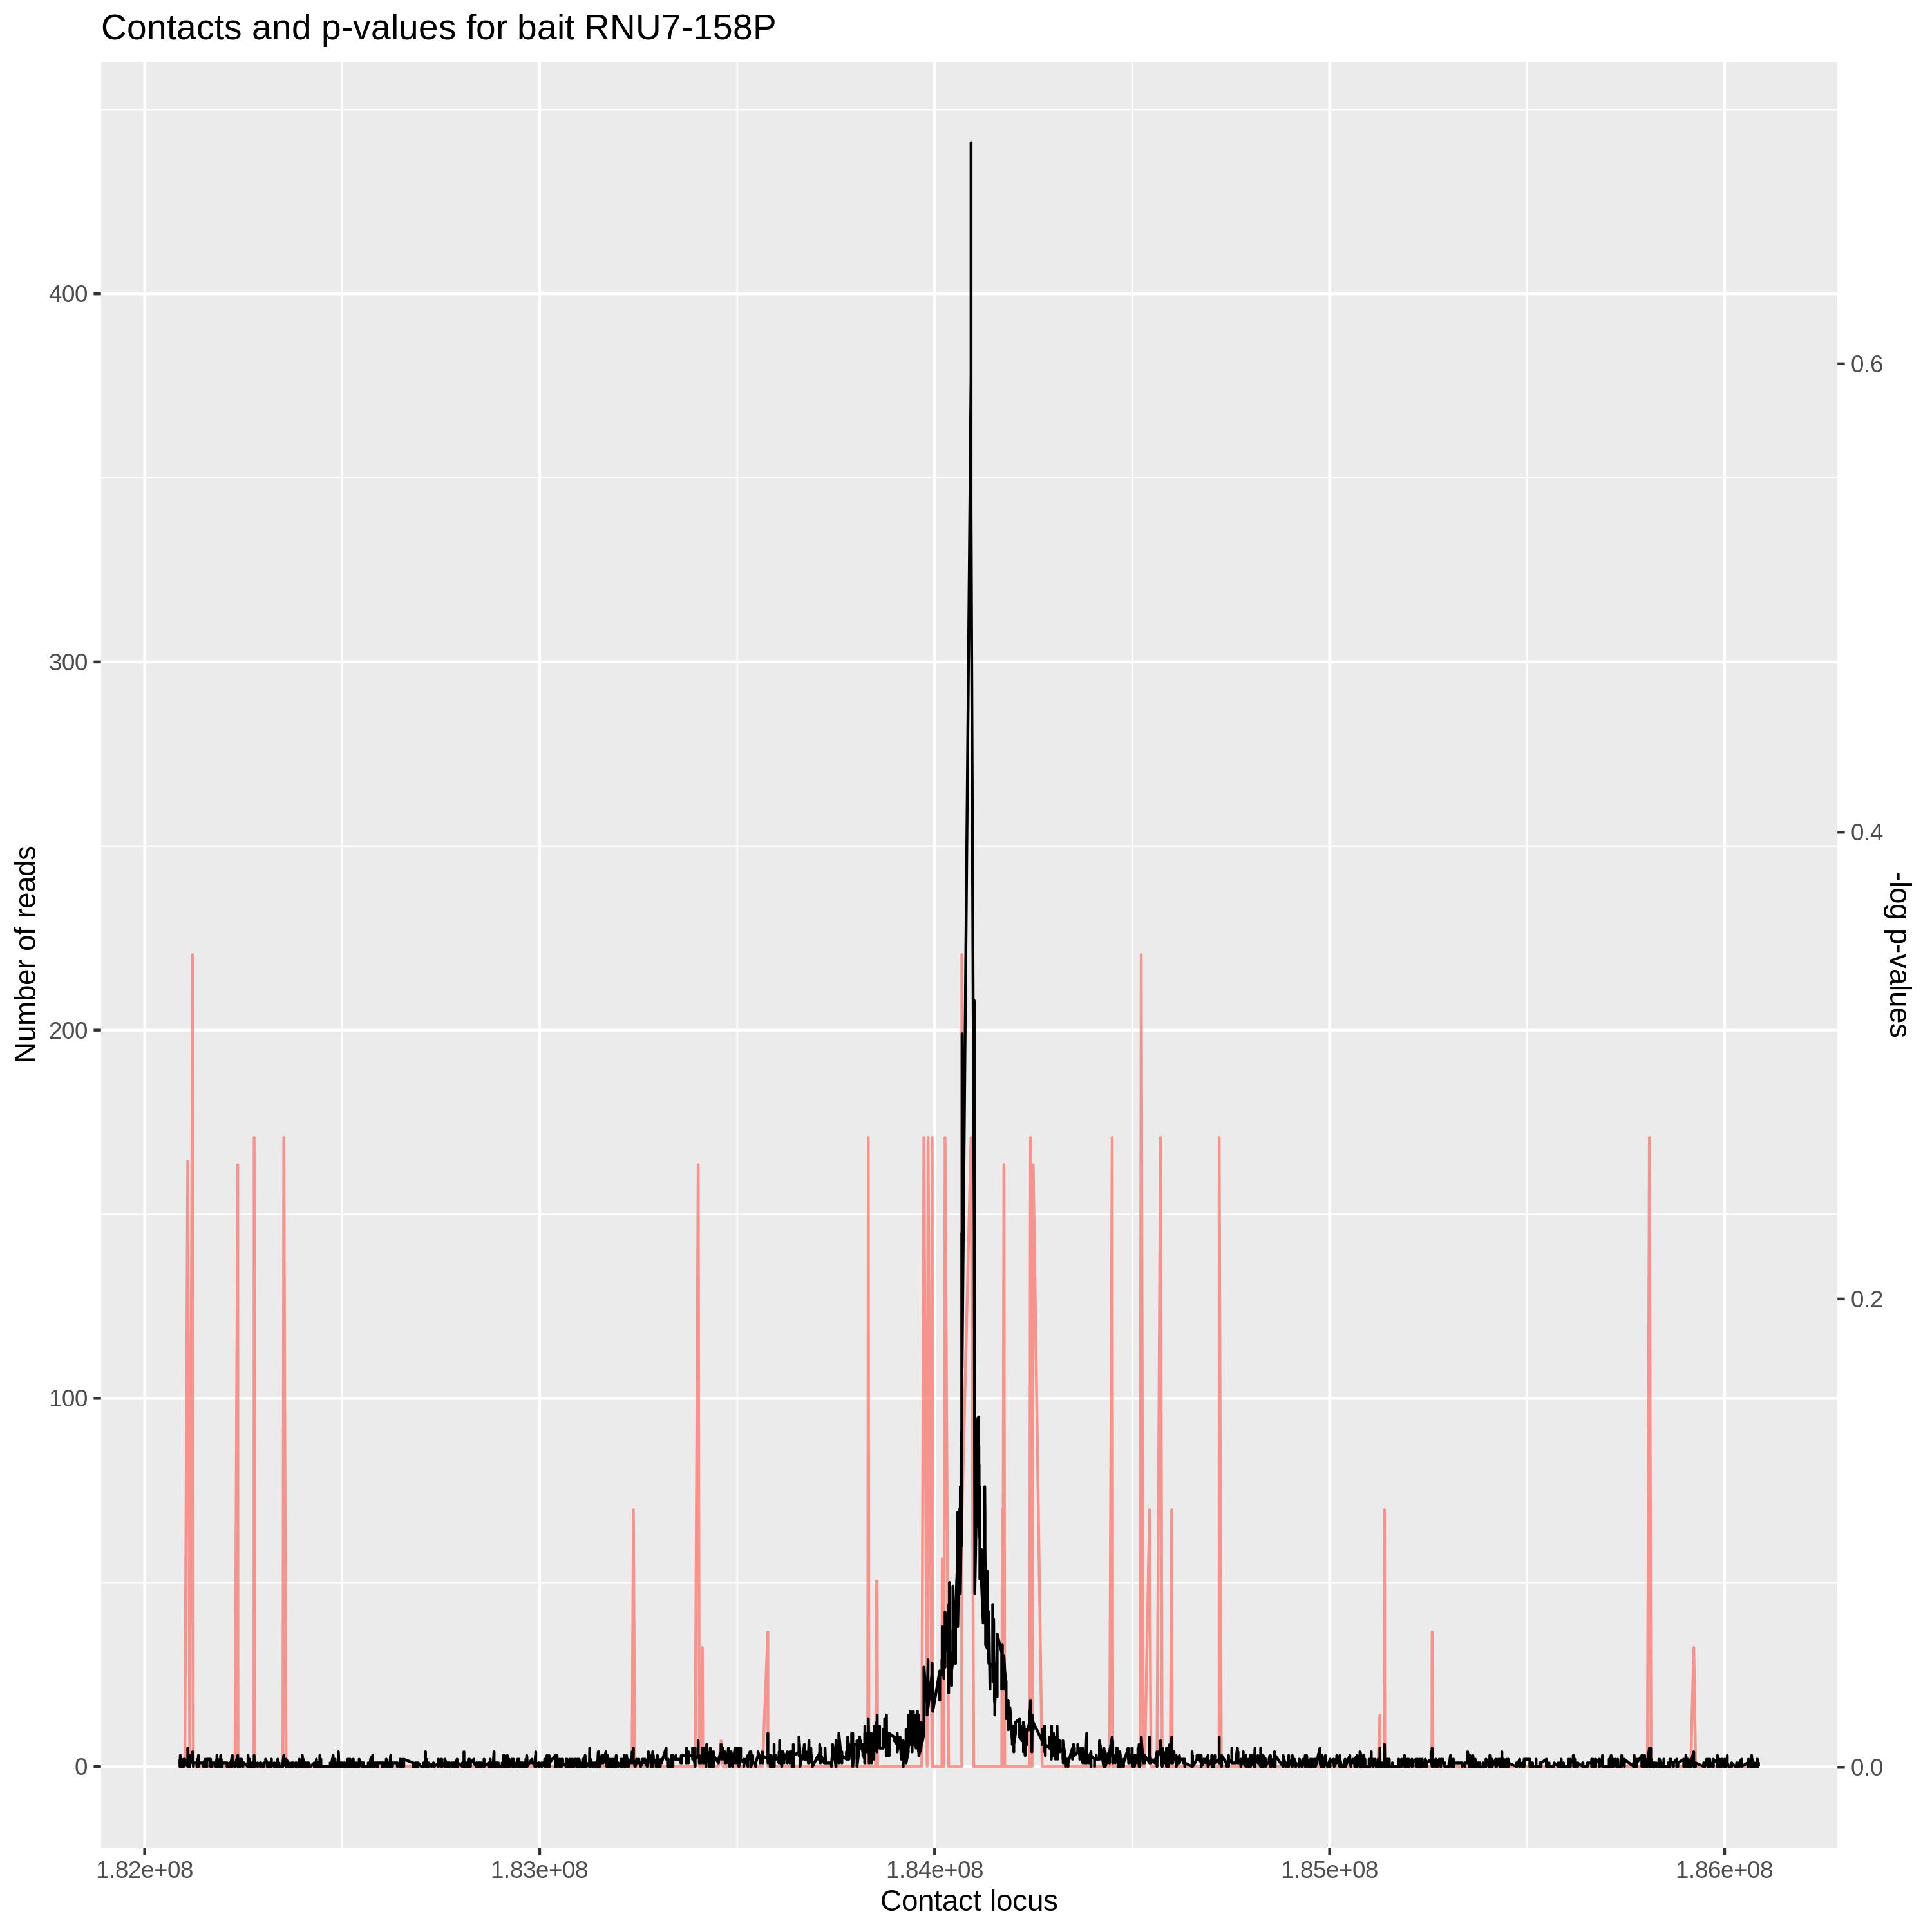 Contacts and p-values for bait RNU7-158P
Number of reads
400
300
200
100
0
0.6
0.4
0.2
0.0
-log p-values
1.82e+08
1.83e+08
1.84e+08
1.85e+08
1.86e+08
Contact locus